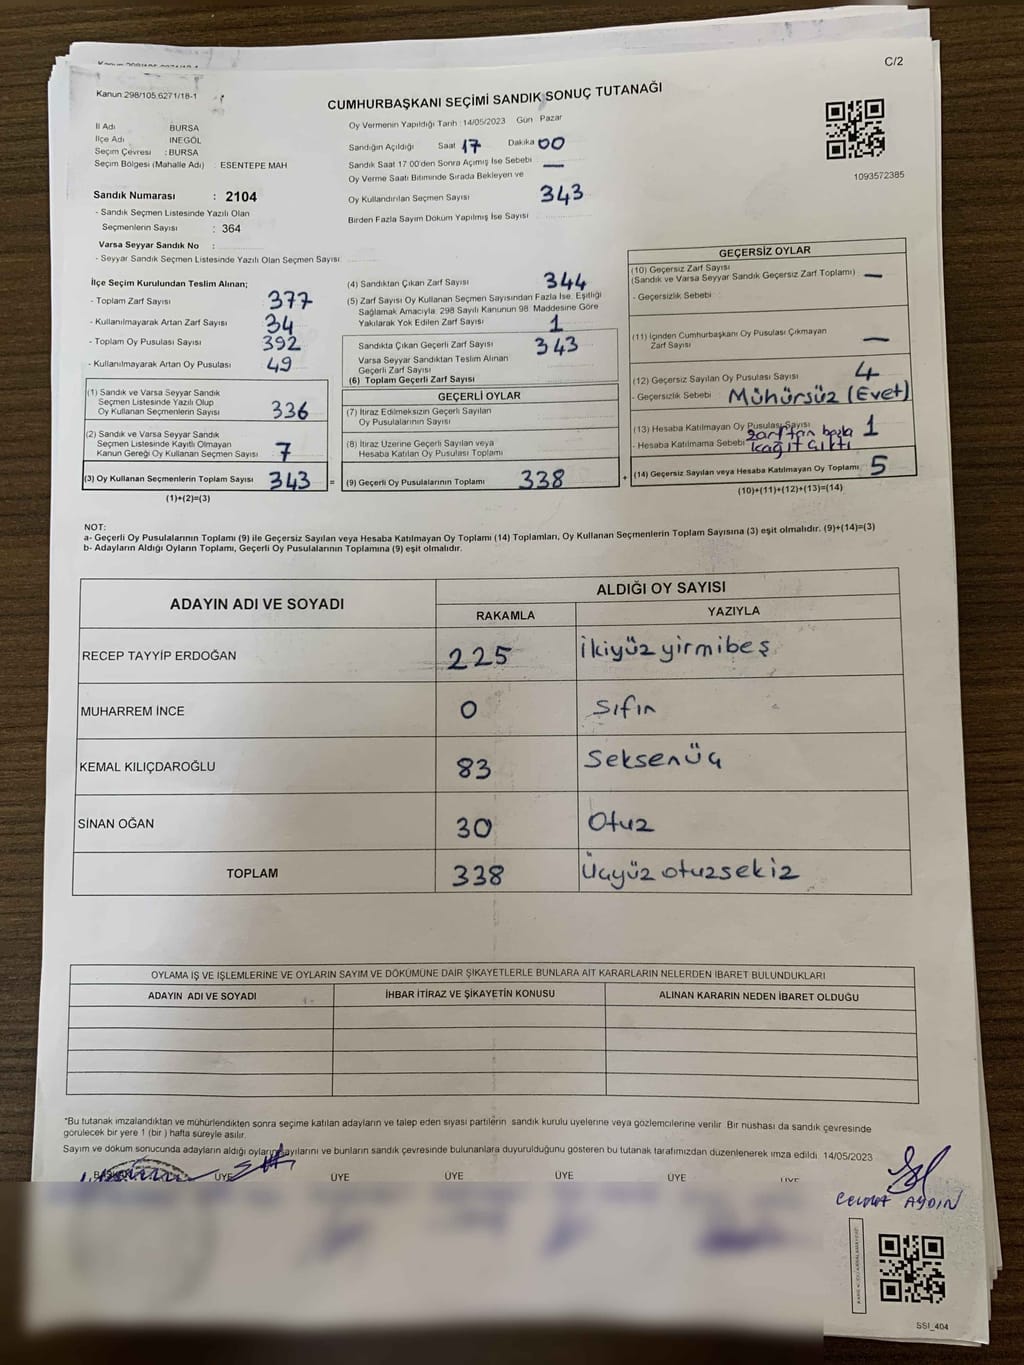 C/2
Kanun:298/105,6271/18-1
CUMHURBAŞKANI SEÇİMİ SANDIK SONUÇ TUTANAĞI
İl Adı BURSA
İlçe Adı INEGÖL
Seçim Çevresi : BURSA
Seçim Bölgesi (Mahalle Adı) : ESENTEPE MAH
Sandık Numarası : 2104
- Sandık Seçmen Listesinde Yazılı Olan
Seçmenlerin Sayısı : 364
Varsa Seyyar Sandık No :
- Seyyar Sandık Seçmen Listesinde Yazılı Olan Seçmen Sayısı:
Oy Vermenin Yapıldığı Tarih :14/05/2023 Gün Pazar
Sandığın Açıldığı Saat 17 Dakika 00
Sandık Saat 17:00'den Sonra Açımış İse Sebebi —
Oy Verme Saati Bitiminde Sırada Bekleyen ve
Oy Kullandırılan Seçmen Sayısı 343
Birden Fazla Sayım Döküm Yapılmış İse Sayısı
1093572385
İlçe Seçim Kurulundan Teslim Alınan;
- Toplam Zarf Sayısı 377
- Kullanılmayarak Artan Zarf Sayısı 34
- Toplam Oy Pusulası Sayısı 392
- Kullanılmayarak Artan Oy Pusulası 49
(1) Sandık ve Varsa Seyyar Sandık
Seçmen Listesinde Yazılı Olup
Oy Kullanan Seçmenlerin Sayısı 336
(2) Sandık ve Varsa Seyyar Sandık
Seçmen Listesinde Kayıtlı Olmayan
Kanun Gereği Oy Kullanan Seçmen Sayısı 7
(3) Oy Kullanan Seçmenlerin Toplam Sayısı 343 =
(1)+(2)=(3)
(4) Sandıktan Çıkan Zarf Sayısı 344
(5) Zarf Sayısı Oy Kullanan Seçmen Sayısından Fazla İse, Eşitliği
Sağlamak Amacıyla, 298 Sayılı Kanunun 98. Maddesine Göre
Yakılarak Yok Edilen Zarf Sayısı 1
Sandıkta Çıkan Geçerli Zarf Sayısı 343
Varsa Seyyar Sandıktan Teslim Alınan
Geçerli Zarf Sayısı
(6) Toplam Geçerli Zarf Sayısı
GEÇERLİ OYLAR
(7) İtiraz Edilmeksizin Geçerli Sayılan
Oy Pusulasının Sayısı
(8) İtiraz Üzerine Geçerli Sayılan veya
Hesaba Katılan Oy Pusulası Toplamı
(9) Geçerli Oy Pusulalarının Toplamı 338 +
GEÇERSİZ OYLAR
(10) Geçersiz Zarf Sayısı
(Sandık ve Varsa Seyyar Sandık Geçersiz Zarf Toplamı) —
- Geçersizlik Sebebi
(11) İçinden Cumhurbaşkanı Oy Pusulası Çıkmayan
Zarf Sayısı —
(12) Geçersiz Sayılan Oy Pusulası Sayısı 4
- Geçersizlik Sebebi Mühürsüz (Evet)
(13) Hesaba Katılmayan Oy Pusulası Sayısı 1
- Hesaba Katılmama Sebebi zarftan başka
kağıt çıktı
(14) Geçersiz Sayılan veya Hesaba Katılmayan Oy Toplamı 5
(10)+(11)+(12)+(13)=(14)
NOT:
a- Geçerli Oy Pusulalarının Toplamı (9) ile Geçersiz Sayılan veya Hesaba Katılmayan Oy Toplamı (14) Toplamları, Oy Kullanan Seçmenlerin Toplam Sayısına (3) eşit olmalıdır. (9)+(14)=(3)
b- Adayların Aldığı Oyların Toplamı, Geçerli Oy Pusulalarının Toplamına (9) eşit olmalıdır.
ADAYIN ADI VE SOYADI
ALDIĞI OY SAYISI
RAKAMLA YAZIYLA
RECEP TAYYİP ERDOĞAN 225 İkiyüz yirmibeş
MUHARREM İNCE 0 Sıfır
KEMAL KILIÇDAROĞLU 83 Seksenüç
SİNAN OĞAN 30 Otuz
TOPLAM 338 Üçyüz otuzsekiz
OYLAMA İŞ VE İŞLEMLERİNE VE OYLARIN SAYIM VE DÖKÜMÜNE DAİR ŞİKAYETLERLE BUNLARA AİT KARARLARIN NELERDEN İBARET BULUNDUKLARI
ADAYIN ADI VE SOYADI İHBAR İTİRAZ VE ŞİKAYETİN KONUSU ALINAN KARARIN NEDEN İBARET OLDUĞU
"Bu tutanak imzalandıktan ve mühürlendikten sonra seçime katılan adayların ve talep eden siyasi partilerin sandık kurulu üyelerine veya gözlemcilerine verilir. Bir nushası da sandık çevresinde
görülecek bir yere 1 (bir ) hafta süreyle asılır.
Sayım ve döküm sonucunda adayların aldığı oyların sayılarını ve bunların sandık çevresinde bulunanlara duyurulduğunu gösteren bu tutanak tarafımızdan düzenlenerek imza edildi. 14/05/2023
BAŞKAN ÜYE ÜYE ÜYE ÜYE ÜYE ÜYE
AYDIN
SSI_404